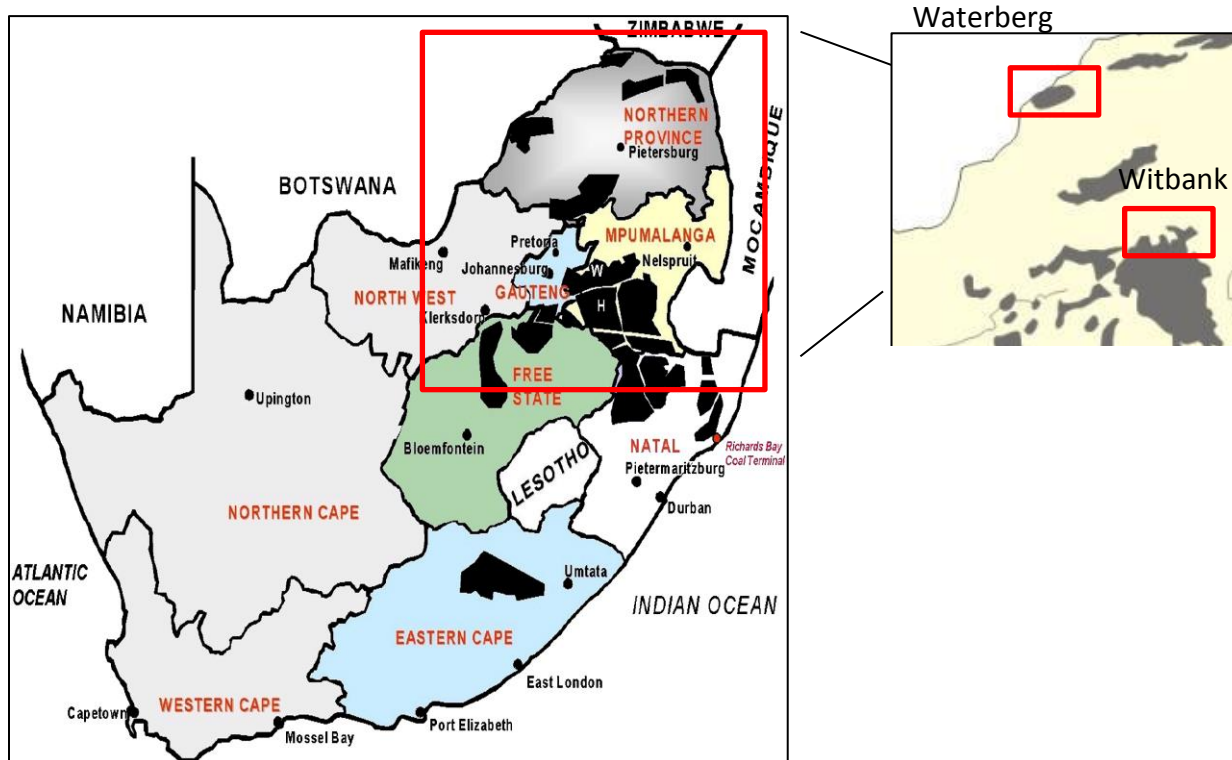 Waterberg
ZIMBABWE
NORTHERN
PROVINCE
Pietersburg
MOCAMBIQUE
BOTSWANA
Witbank
Pretoria
MPUMALANGA
Mafikeng
Johannesburg
W
Nelspruit
NORTH WEST
GAUTENG
H
Klerksdorp
NAMIBIA
FREE
STATE
Upington
Bloemfontein
LESOTHO
NATAL
Richards Bay
Coal Terminal
Pietermaritzburg
Durban
NORTHERN CAPE
ATLANTIC
OCEAN
Umtata
INDIAN OCEAN
EASTERN CAPE
East London
WESTERN CAPE
Capetown
Port Elizabeth
Mossel Bay